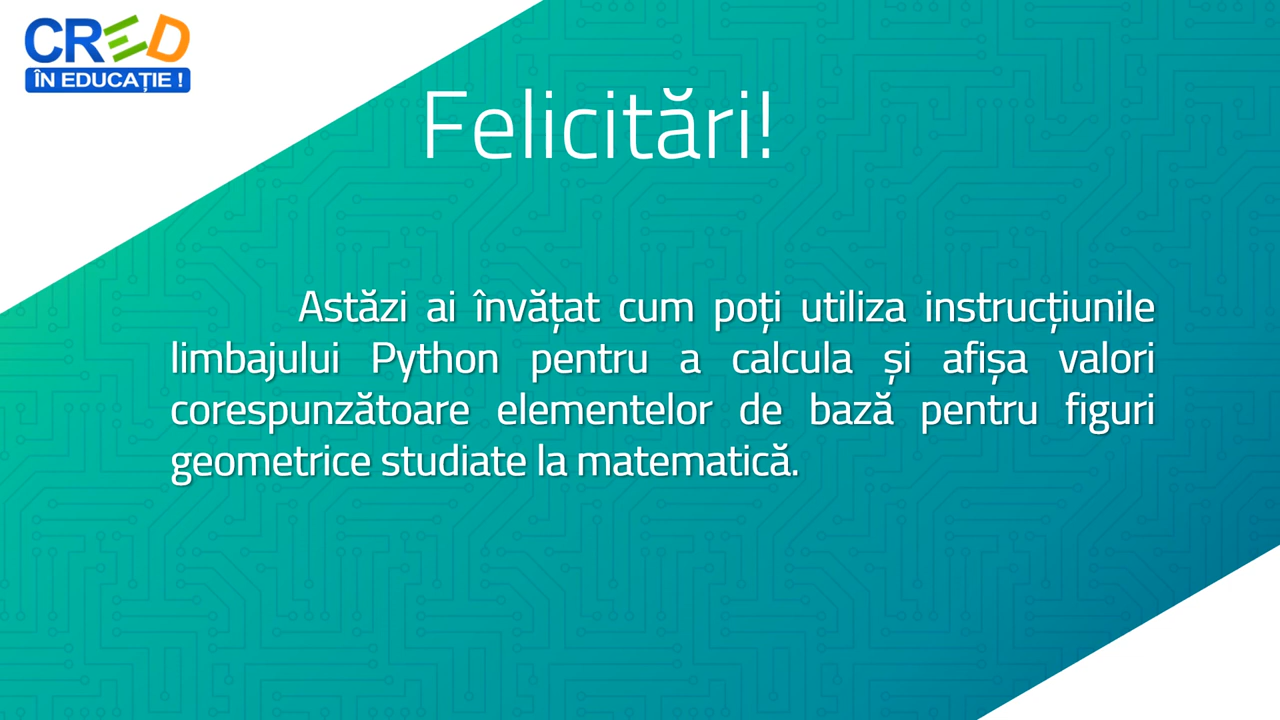 CRED
ÎN EDUCAȚIE !
Felicitări!
Astăzi ai învățat cum poți utiliza instrucțiunile
limbajului Python pentru a calcula și afișa valori
corespunzătoare elementelor de bază pentru figuri
geometrice studiate la matematică.